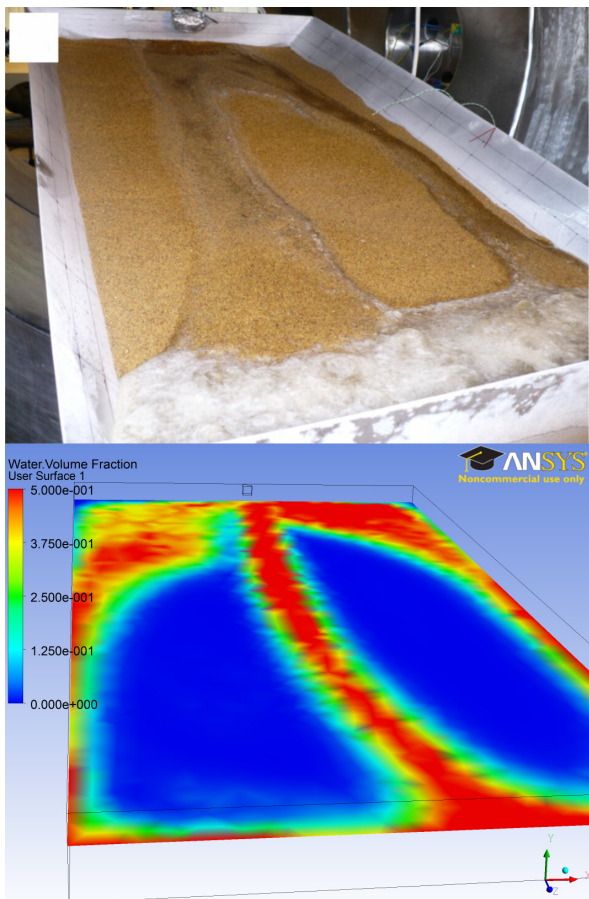 Water.Volume Fraction
User Surface 1
5.000e-001
3.750e-001
2.500e-001
1.250e-001
0.000e+000
ANSYS
Noncommercial use only
Y
X
Z